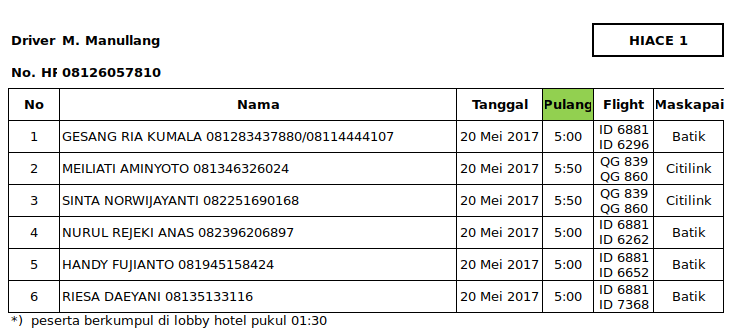 Driver M. Manullang
HIACE 1
No. HP 08126057810
No Nama Tanggal Pulang Flight Maskapai
1 GESANG RIA KUMALA 081283437880/08114444107 20 Mei 2017 5:00 ID 6881 ID 6296 Batik
2 MEILIATI AMINYOTO 081346326024 20 Mei 2017 5:50 QG 839 QG 860 Citilink
3 SINTA NORWIJAYANTI 082251690168 20 Mei 2017 5:50 QG 839 QG 860 Citilink
4 NURUL REJEKI ANAS 082396206897 20 Mei 2017 5:00 ID 6881 ID 6262 Batik
5 HANDY FUJIANTO 081945158424 20 Mei 2017 5:00 ID 6881 ID 6652 Batik
6 RIESA DAEYANI 08135133116 20 Mei 2017 5:00 ID 6881 ID 7368 Batik
*) peserta berkumpul di lobby hotel pukul 01:30